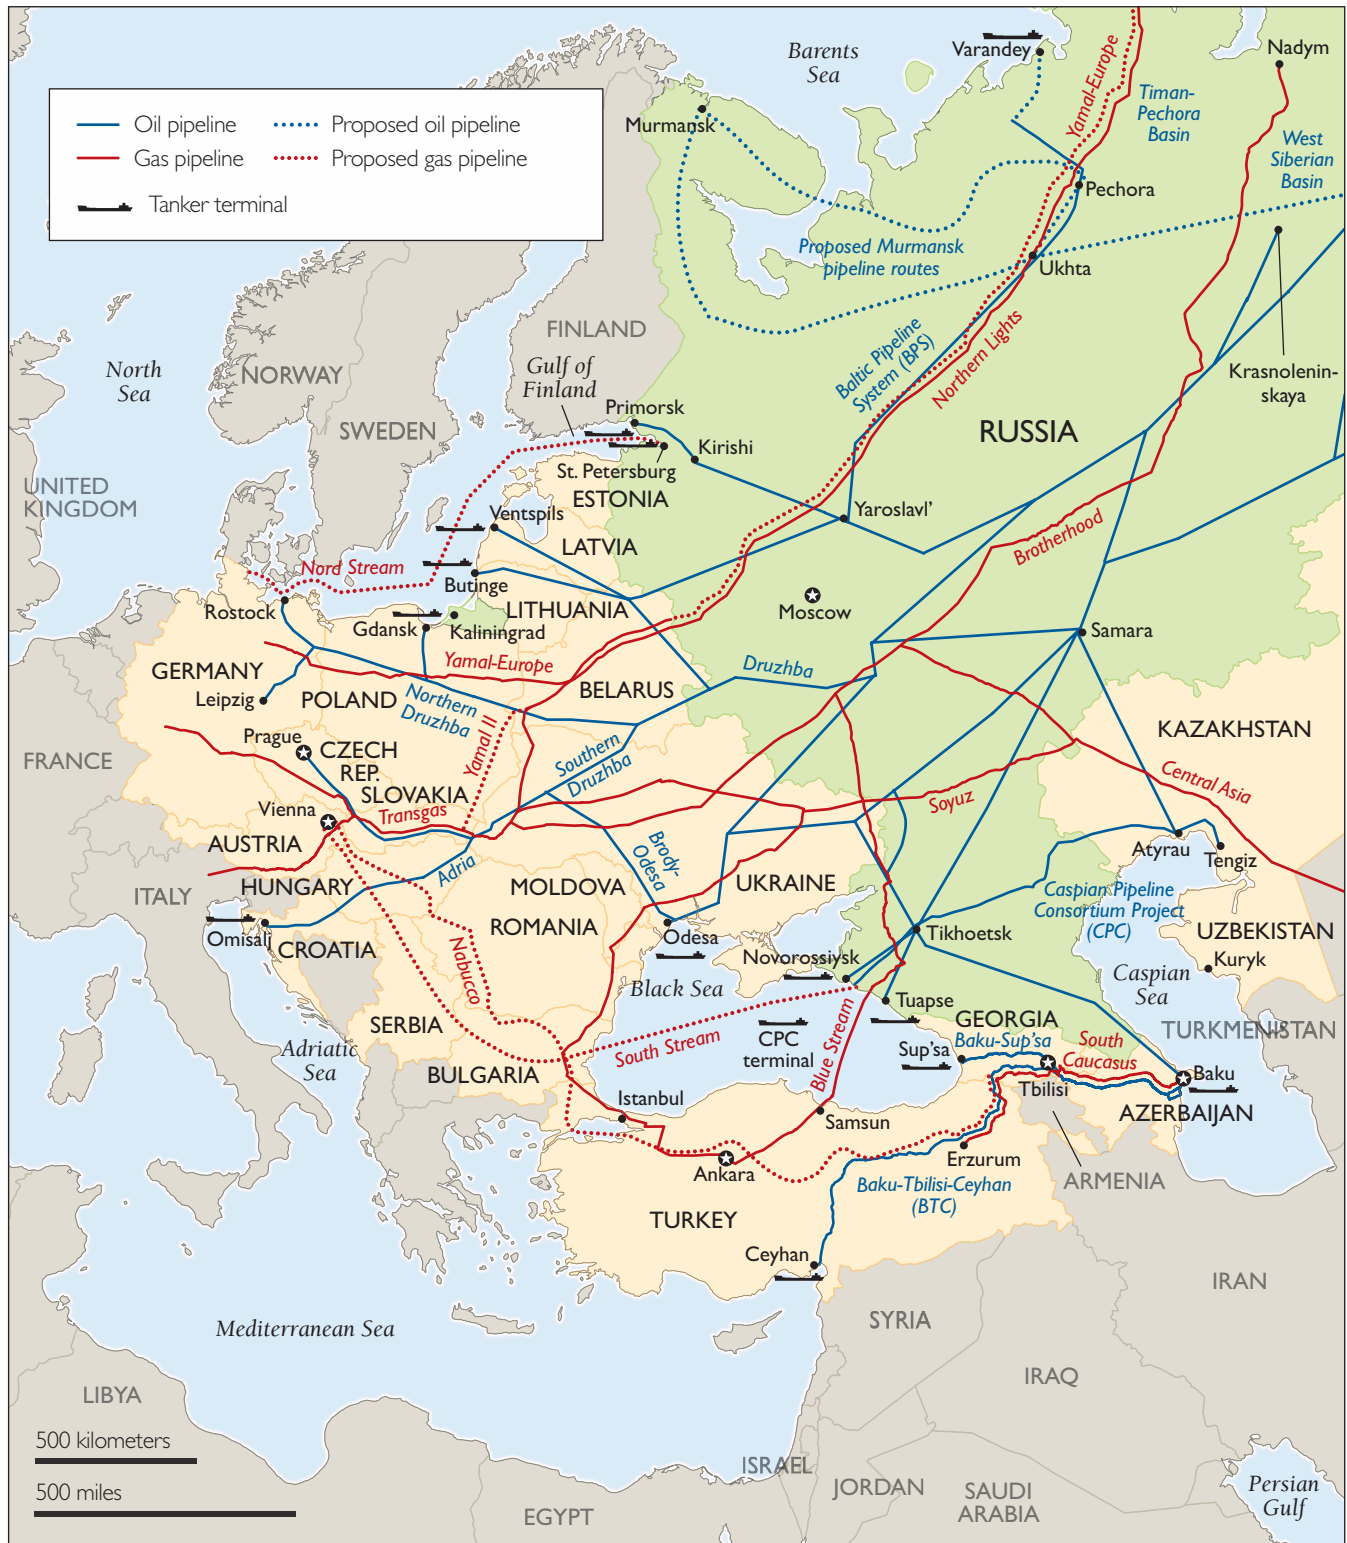 Barents
Sea
Varandey
Nadym
Yamal-Europe
Timan-
Pechora
Basin
West
Siberian
Basin
Oil pipeline
Proposed oil pipeline
Gas pipeline
Proposed gas pipeline
Tanker terminal
Murmansk
Pechora
Proposed Murmansk
pipeline routes
Ukhta
FINLAND
Gulf of
Finland
North
Sea
NORWAY
SWEDEN
Baltic Pipeline
System (BPS)
Northern Lights
Krasnolenin-
skaya
RUSSIA
Primorsk
Kirishi
St. Petersburg
UNITED
KINGDOM
ESTONIA
Ventspils
Yaroslavl'
LATVIA
Brotherhood
Nord Stream
Butinge
Rostock
LITHUANIA
Moscow
Gdansk
Kaliningrad
Samara
GERMANY
Yamal-Europe
Druzhba
Leipzig
POLAND
Northern
Druzhba
BELARUS
KAZAKHSTAN
Prague
CZECH
REP.
Yamal II
Southern
Druzhba
FRANCE
SLOVAKIA
Central Asia
Vienna
Transgas
Soyuz
AUSTRIA
Atyrau
Tengiz
Adria
Brody-
Odesa
ITALY
HUNGARY
MOLDOVA
UKRAINE
Caspian Pipeline
Consortium Project
(CPC)
ROMANIA
UZBEKISTAN
Omisalj
CROATIA
Odesa
Tikhoetsk
Kuryk
Nabucco
Novorossiysk
Caspian
Sea
Black Sea
Tuapse
SERBIA
GEORGIA
TURKMENISTAN
Adriatic
Sea
South Stream
CPC
terminal
Blue Stream
Sup'sa
Baku-Sup'sa
South
Caucasus
BULGARIA
Tbilisi
Baku
Istanbul
Samsun
AZERBAIJAN
Ankara
Erzurum
ARMENIA
Baku-Tbilisi-Ceyhan
(BTC)
TURKEY
Ceyhan
IRAN
Mediterranean Sea
SYRIA
IRAQ
LIBYA
500 kilometers
ISRAEL
JORDAN
SAUDI
ARABIA
Persian
Gulf
500 miles
EGYPT